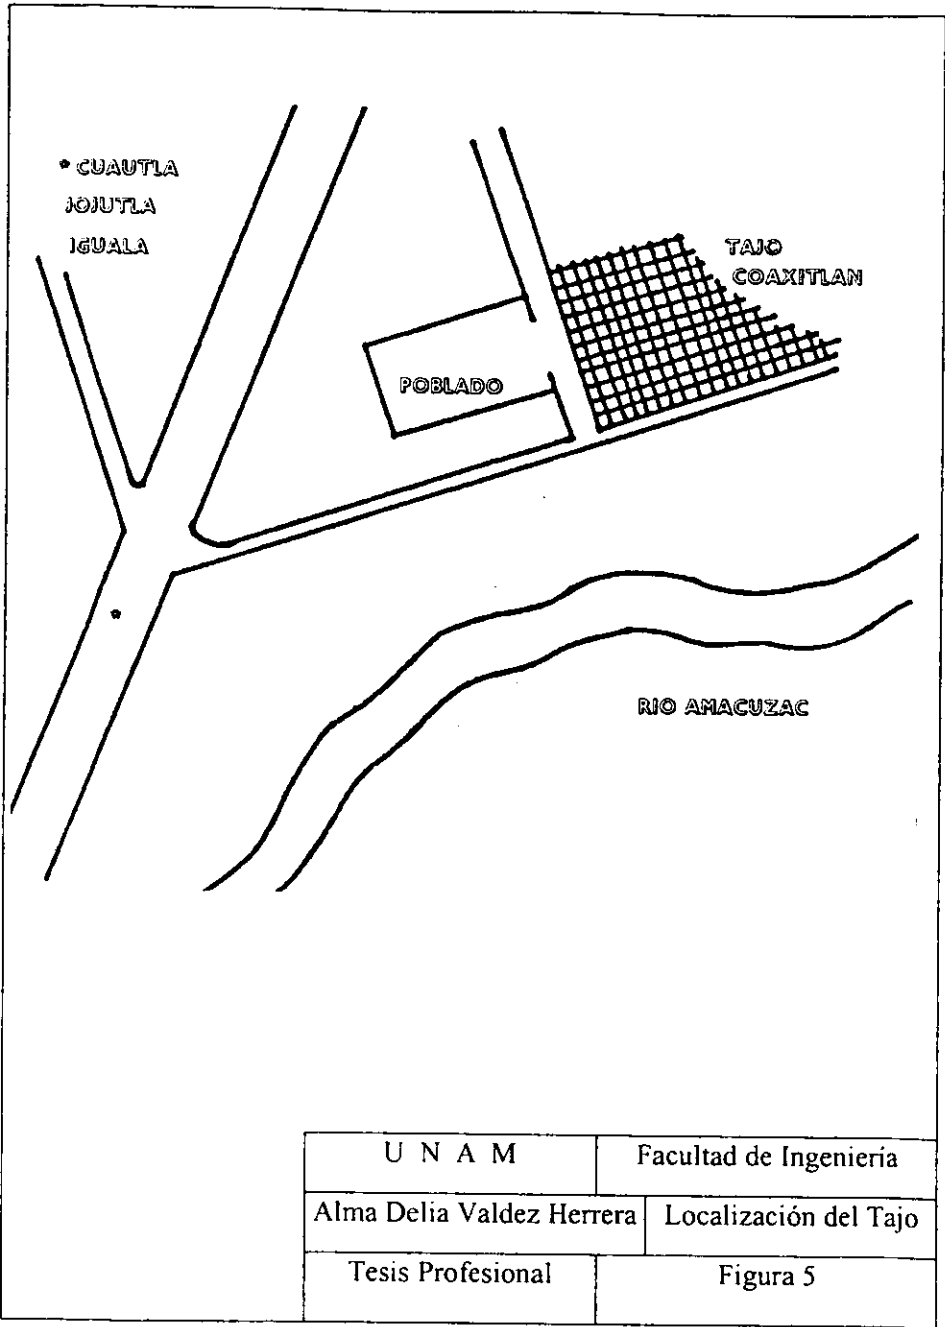 * CUAUTLA
JOJUTLA
IGUALA
TAJO
COAXITLAN
POBLADO
*
RIO AMACUZAC
U N A M
Facultad de Ingeniería
Alma Delia Valdez Herrera
Localización del Tajo
Tesis Profesional
Figura 5